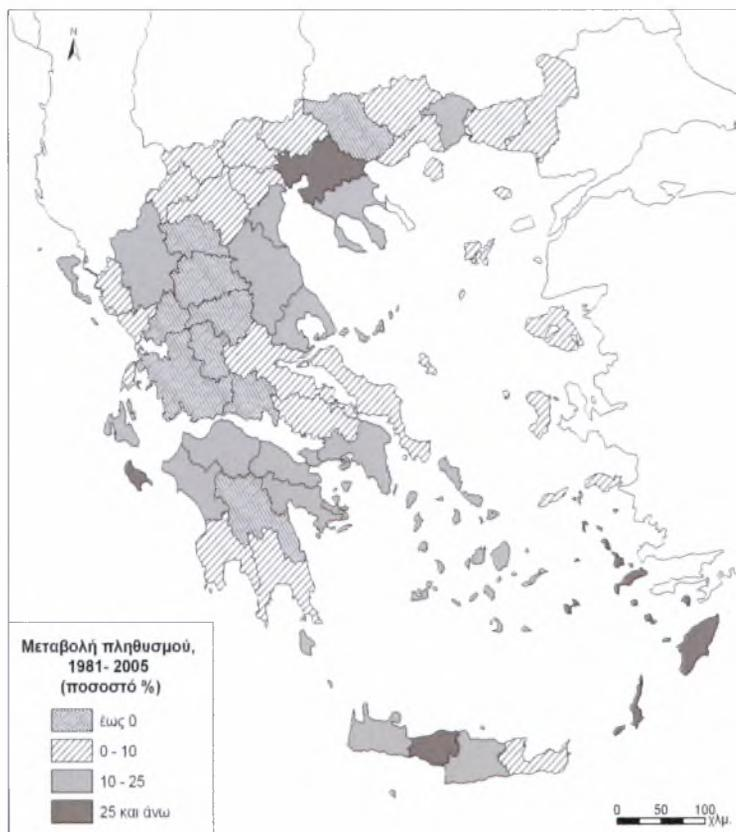 N
Μεταβολή πληθυσμού,
1981- 2005
(ποσοστό %)
έως 0
0 - 10
10 - 25
25 και άνω
0 50 100
χλμ.